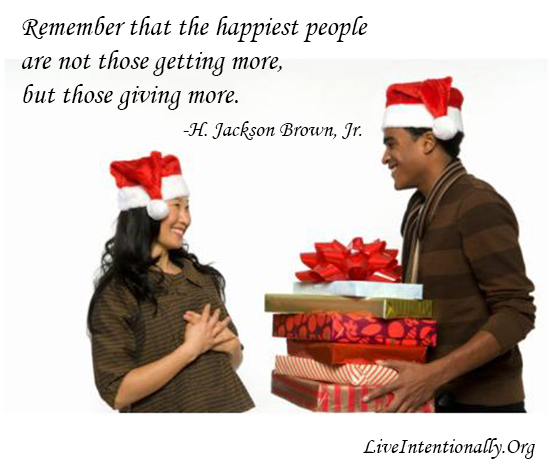 Remember that the happiest people
are not those getting more,
but those giving more.
-H. Jackson Brown, Jr.
LiveIntentionally.Org